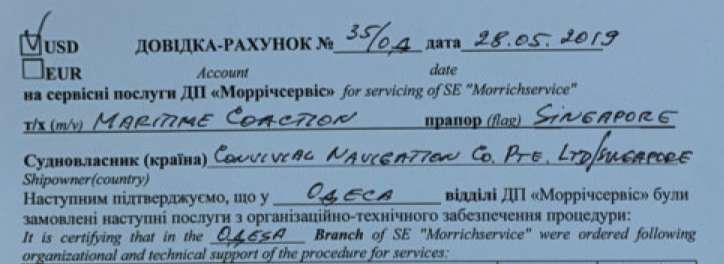 USD ДОВІДКА-РАХУНОК № 35/ОД дата 28.05.2019
EUR Account date
на сервісні послуги ДП «Моррічсервіс» for servicing of SE "Morrichservice"
т/х (m/v) MARITIME COACTION прапор (flag) SINGAPORE
Судновласник (країна) CONVIVIAL NAVIGATION CO. PTE, LTD/SINGAPORE
Shipowner(country)
Наступним підтверджуємо, що у ОДЕСА відділі ДП «Моррічсервіс» були
замовлені наступні послуги з організаційно-технічного забезпечення процедури:
It is certifying that in the ОДЕSA Branch of SE "Morrichservice" were ordered following
organizational and technical support of the procedure for services: